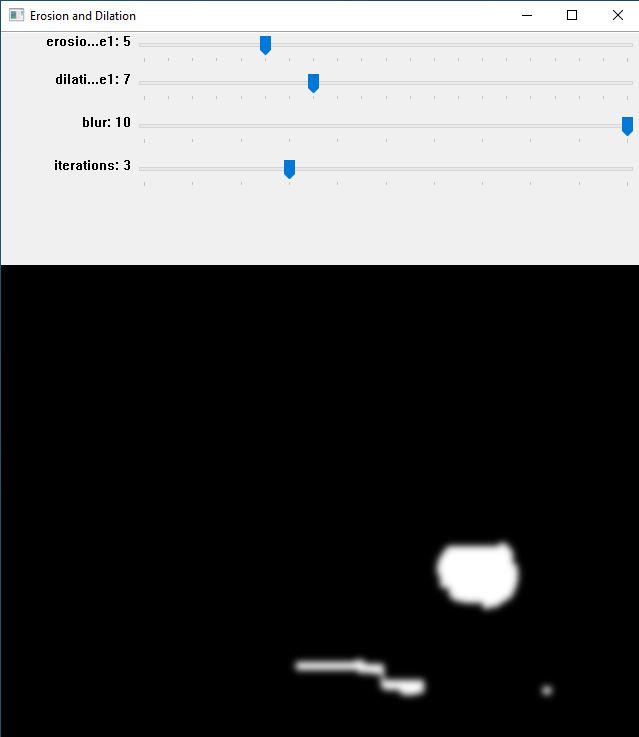 Erosion and Dilation
erosio...e1: 5
dilati...e1: 7
blur: 10
iterations: 3